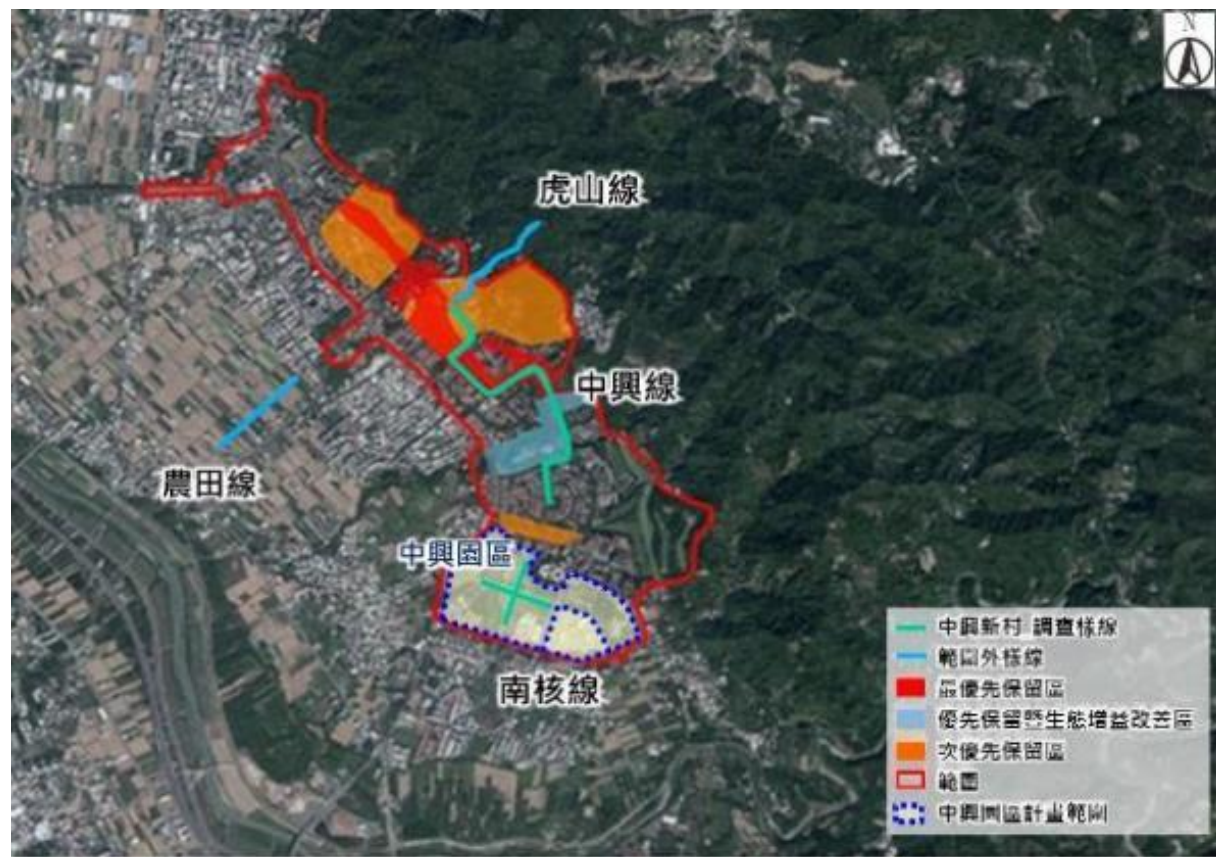 N
虎山線
中興線
農田線
中興園區
南核線
中興新村 調查樣線
範圍外樣線
最優先保留區
優先保留暨生態增益改善區
次優先保留區
範圍
中興園區計畫範圍